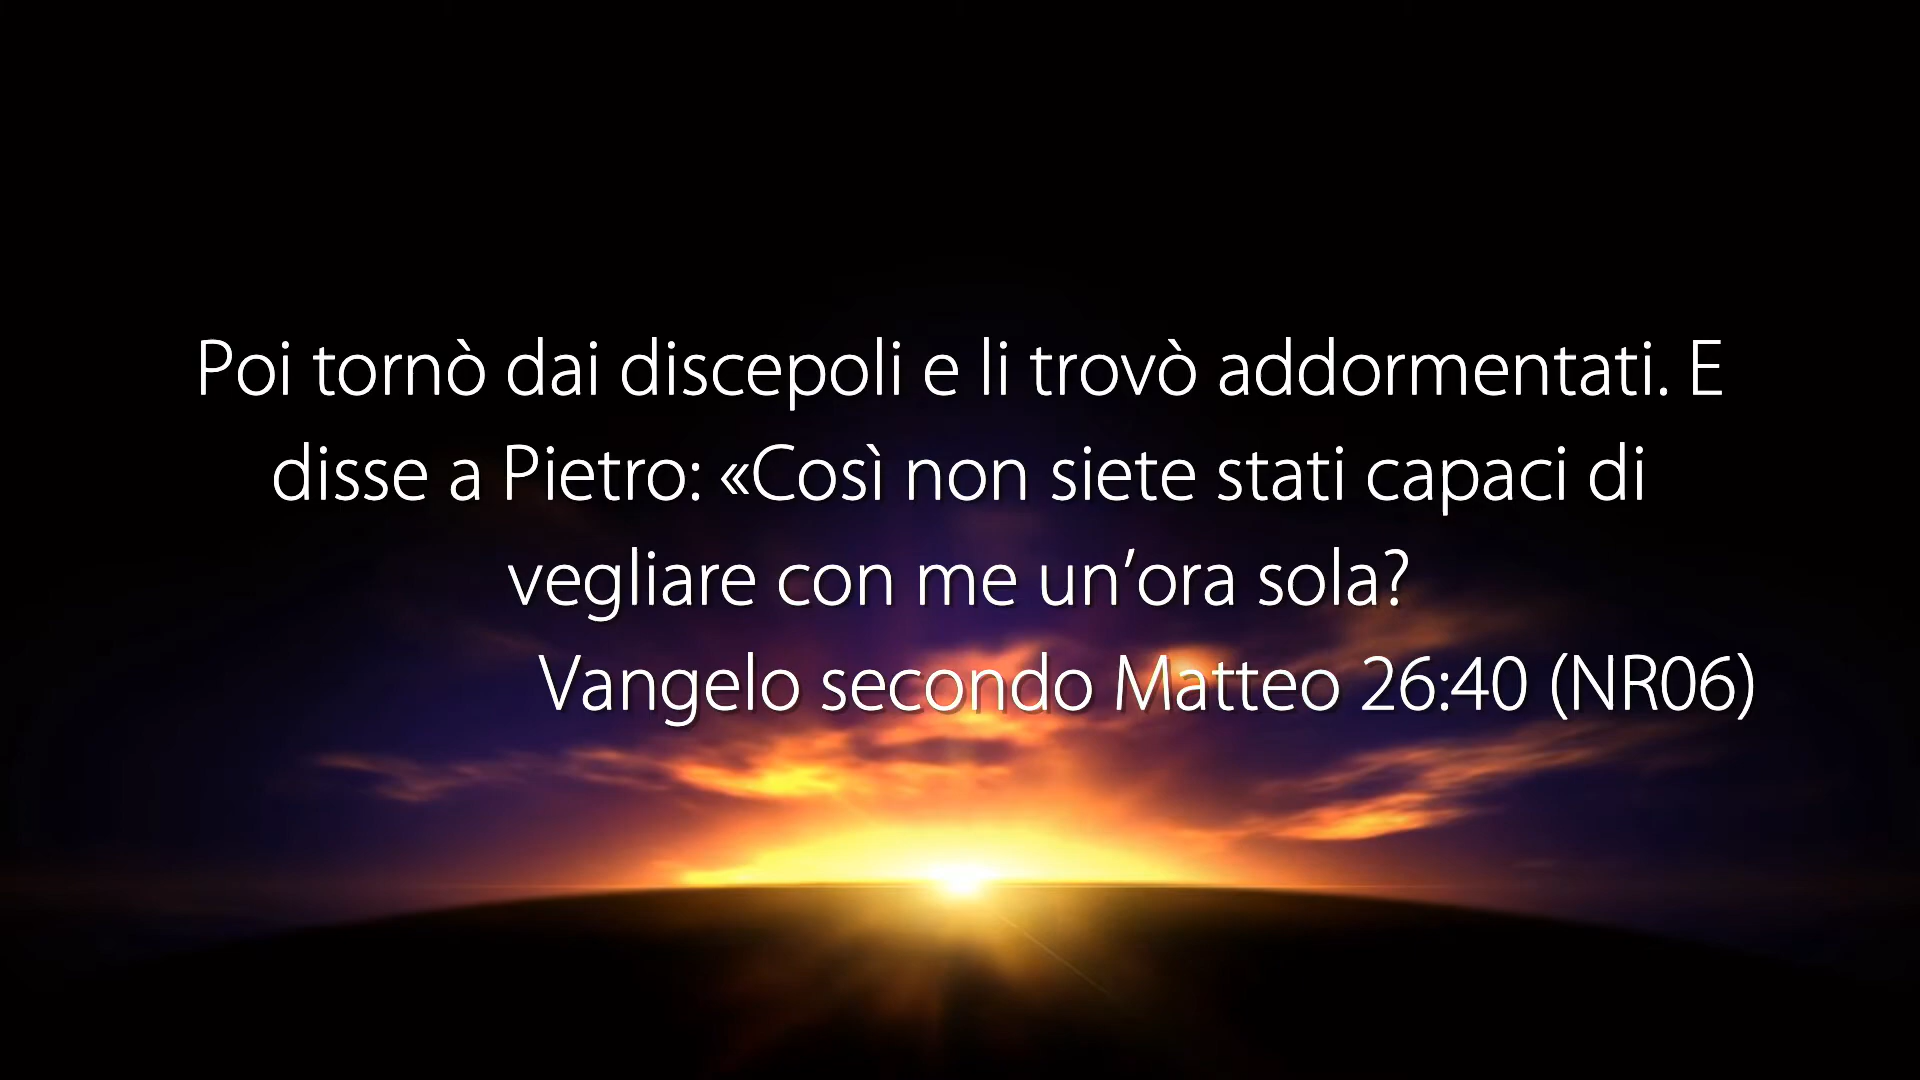 Poi tornò dai discepoli e li trovò addormentati. E
disse a Pietro: «Così non siete stati capaci di
vegliare con me un’ora sola?
Vangelo secondo Matteo 26:40 (NR06)